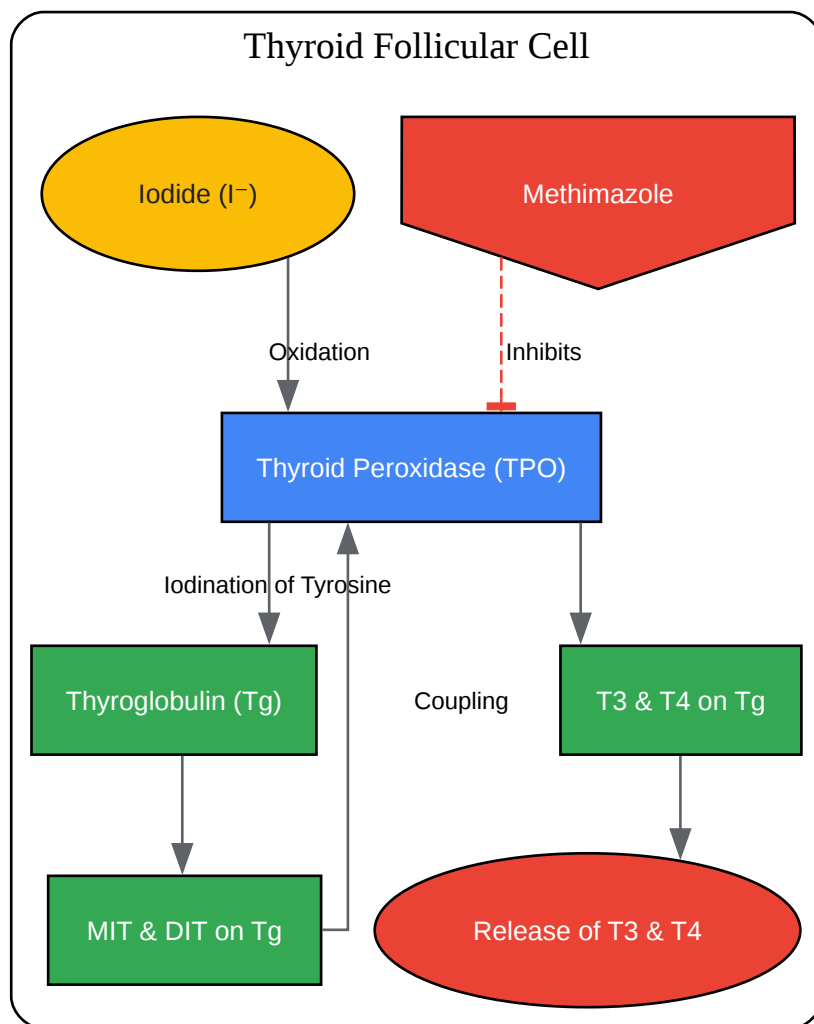 Thyroid Follicular Cell
Iodide (I⁻)
Methimazole
Oxidation
Inhibits
Thyroid Peroxidase (TPO)
Iodination of Tyrosine
Thyroglobulin (Tg)
Coupling
T3 & T4 on Tg
MIT & DIT on Tg
Release of T3 & T4